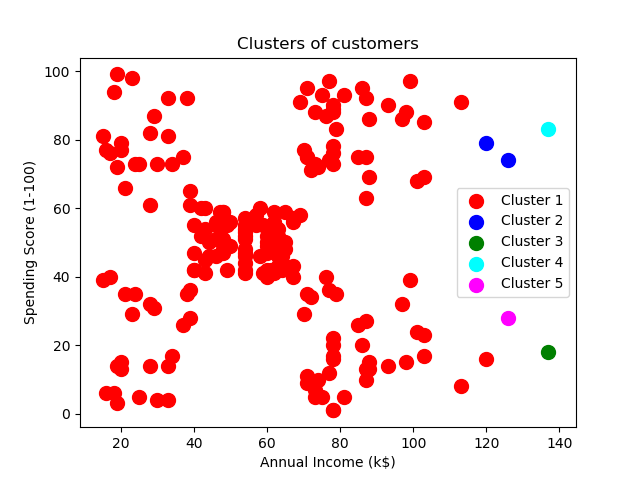 Clusters of customers
100
80
60
40
20
0
Spending Score (1-100)
Cluster 1
Cluster 2
Cluster 3
Cluster 4
Cluster 5
20 40 60 80 100 120 140
Annual Income (k$)